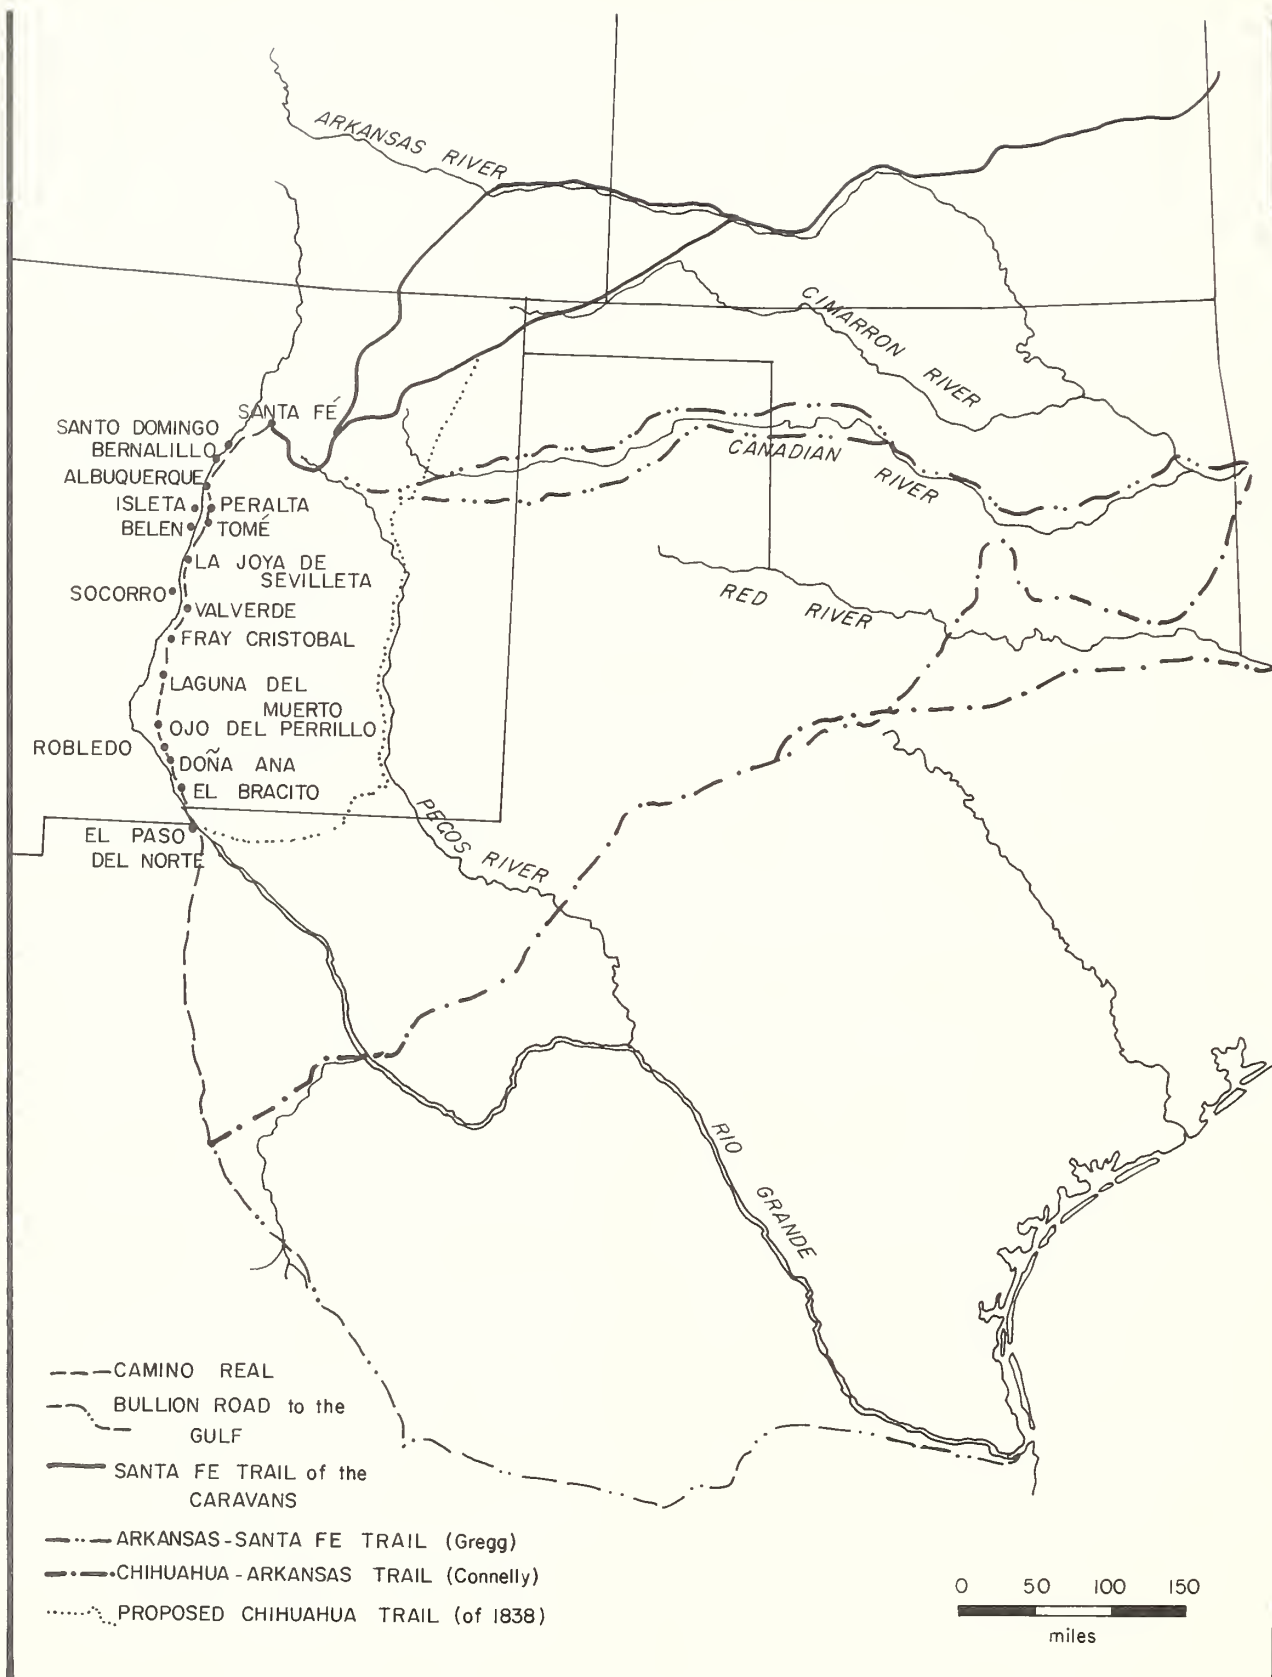 ARKANSAS RIVER
CIMARRON RIVER
SANTA FÉ
SANTO DOMINGO
BERNALILLO
CANADIAN
RIVER
ALBUQUERQUE
ISLETA
PERALTA
BELEN
TOMÉ
LA JOYA DE
SEVILLETA
SOCORRO
VALVERDE
RED RIVER
FRAY CRISTOBAL
LAGUNA DEL
MUERTO
OJO DEL PERRILLO
ROBLEDO
DOÑA ANA
EL BRACITO
PECOS RIVER
EL PASO
DEL NORTE
RIO
GRANDE
CAMINO REAL
BULLION ROAD to the
GULF
SANTA FE TRAIL of the
CARAVANS
ARKANSAS-SANTA FE TRAIL (Gregg)
CHIHUAHUA-ARKANSAS TRAIL (Connelly)
PROPOSED CHIHUAHUA TRAIL (of 1838)
0 50 100 150
miles